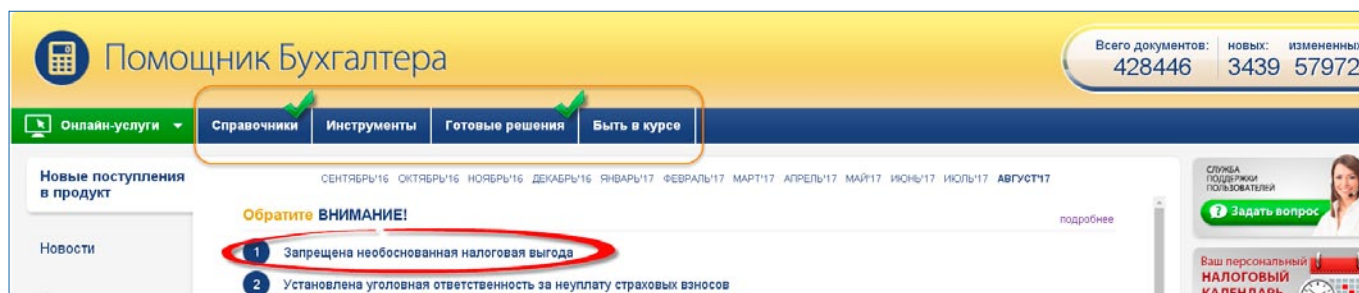 Помощник Бухгалтера
Всего документов: новых: измененных
428446 3439 57972
Онлайн-услуги Справочники Инструменты Готовые решения Быть в курсе
Новые поступления
в продукт
СЕНТЯБРЬ'16 ОКТЯБРЬ'16 НОЯБРЬ'16 ДЕКАБРЬ'16 ЯНВАРЬ'17 ФЕВРАЛЬ'17 МАРТ'17 АПРЕЛЬ'17 МАЙ'17 ИЮНЬ'17 ИЮЛЬ'17 АВГУСТ'17
Обратите ВНИМАНИЕ!
подробнее
1 Запрещена необоснованная налоговая выгода
2 Установлена уголовная ответственность за неуплату страховых взносов
Новости
СЛУЖБА
ПОДДЕРЖКИ
ПОЛЬЗОВАТЕЛЕЙ
? Задать вопрос
Ваш персональный
НАЛОГОВЫЙ
КАЛЕНДАРЬ